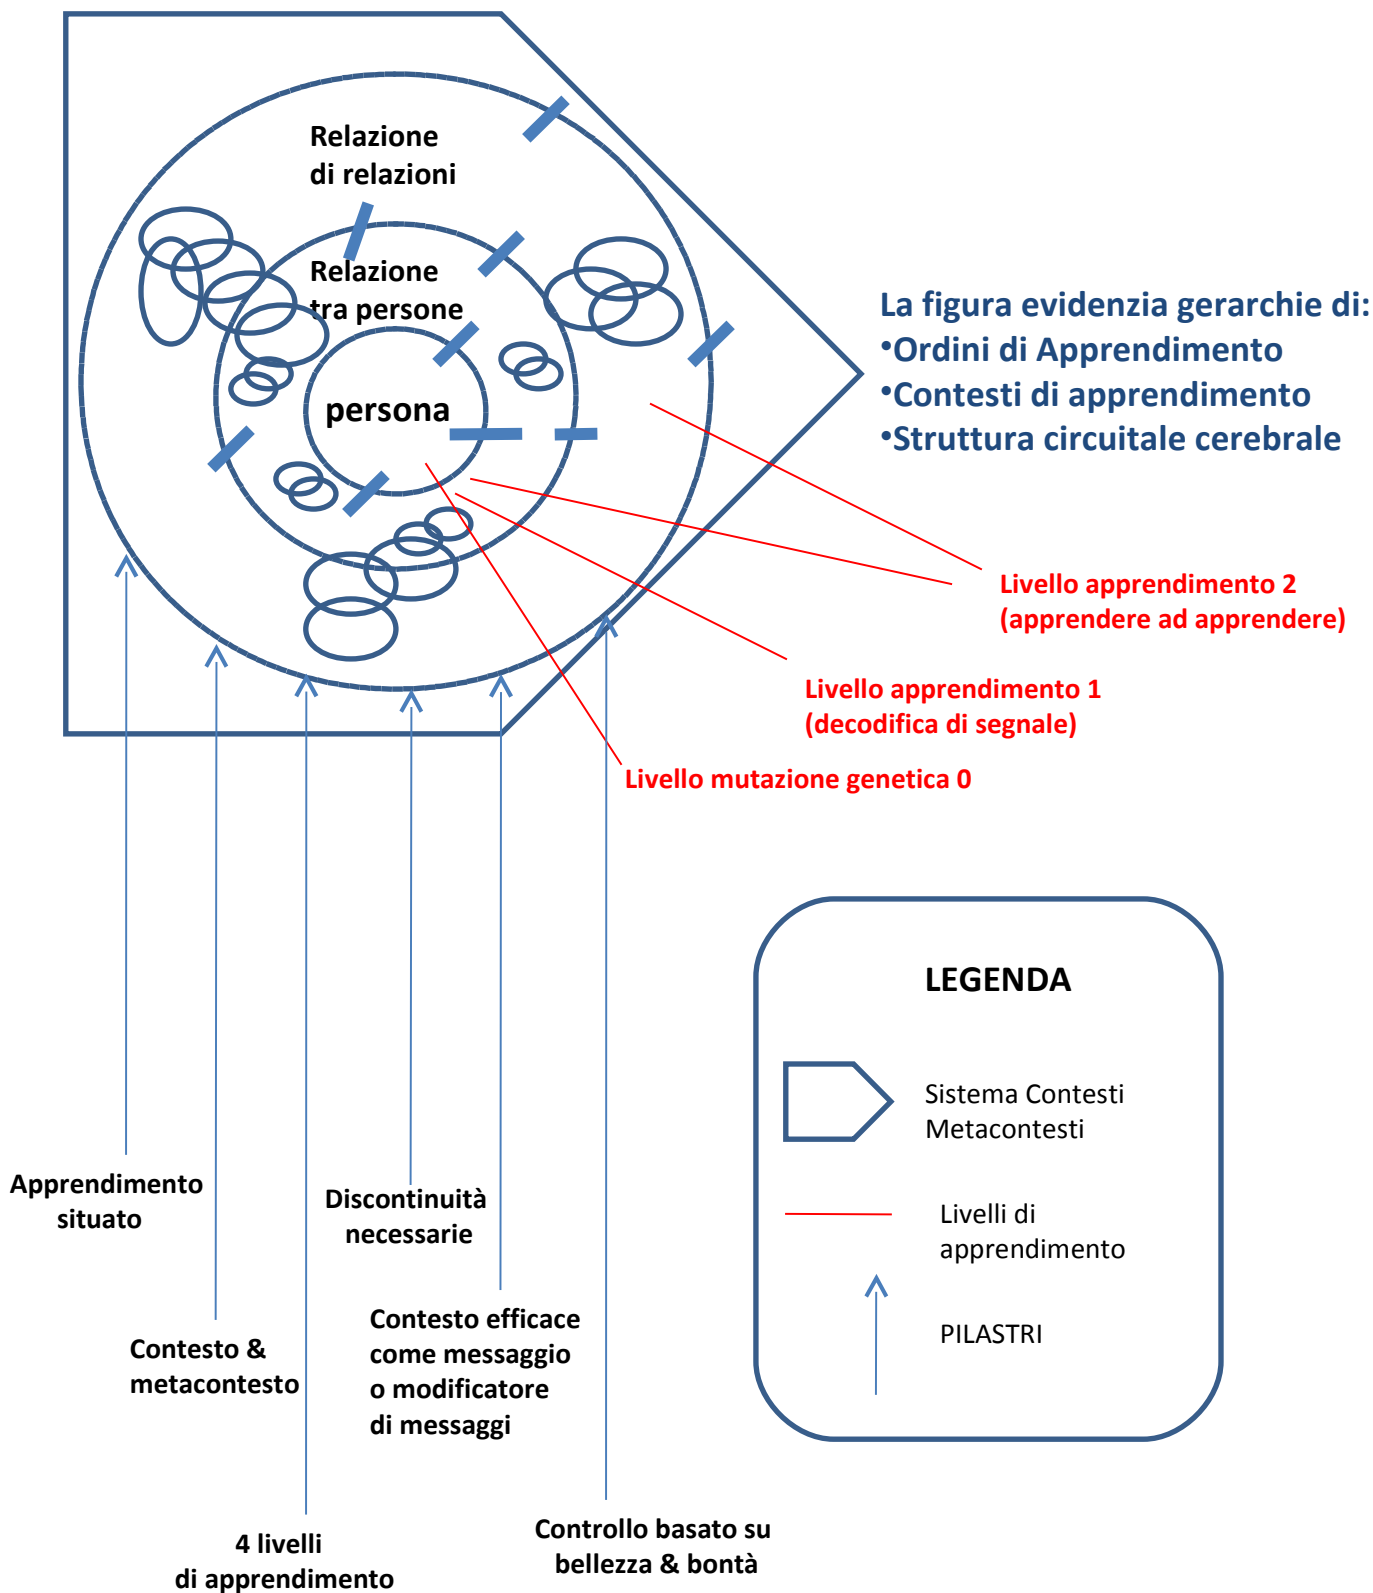 Relazione
di relazioni
Relazione
tra persone
persona
La figura evidenzia gerarchie di:
•Ordini di Apprendimento
•Contesti di apprendimento
•Struttura circuitale cerebrale
Livello apprendimento 2
(apprendere ad apprendere)
Livello apprendimento 1
(decodifica di segnale)
Livello mutazione genetica 0
LEGENDA
Sistema Contesti
Metacontesti
Livelli di
apprendimento
PILASTRI
Apprendimento
situato
Discontinuità
necessarie
Contesto &
metacontesto
Contesto efficace
come messaggio
o modificatore
di messaggi
4 livelli
di apprendimento
Controllo basato su
bellezza & bontà